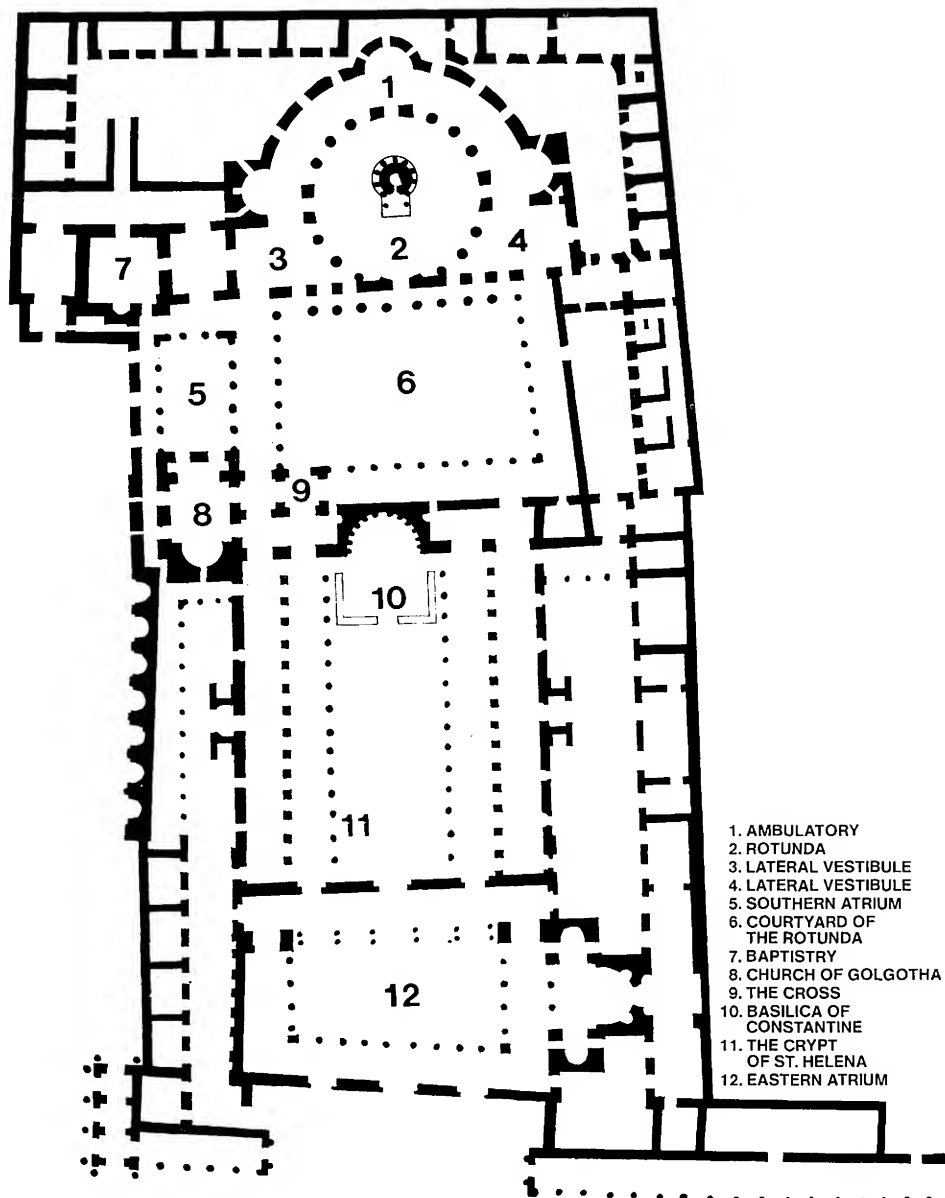 1
2
3
4
7
5
6
9
8
10
11
12
1. AMBULATORY
2. ROTUNDA
3. LATERAL VESTIBULE
4. LATERAL VESTIBULE
5. SOUTHERN ATRIUM
6. COURTYARD OF
THE ROTUNDA
7. BAPTISTRY
8. CHURCH OF GOLGOTHA
9. THE CROSS
10. BASILICA OF
CONSTANTINE
11. THE CRYPT
OF ST. HELENA
12. EASTERN ATRIUM